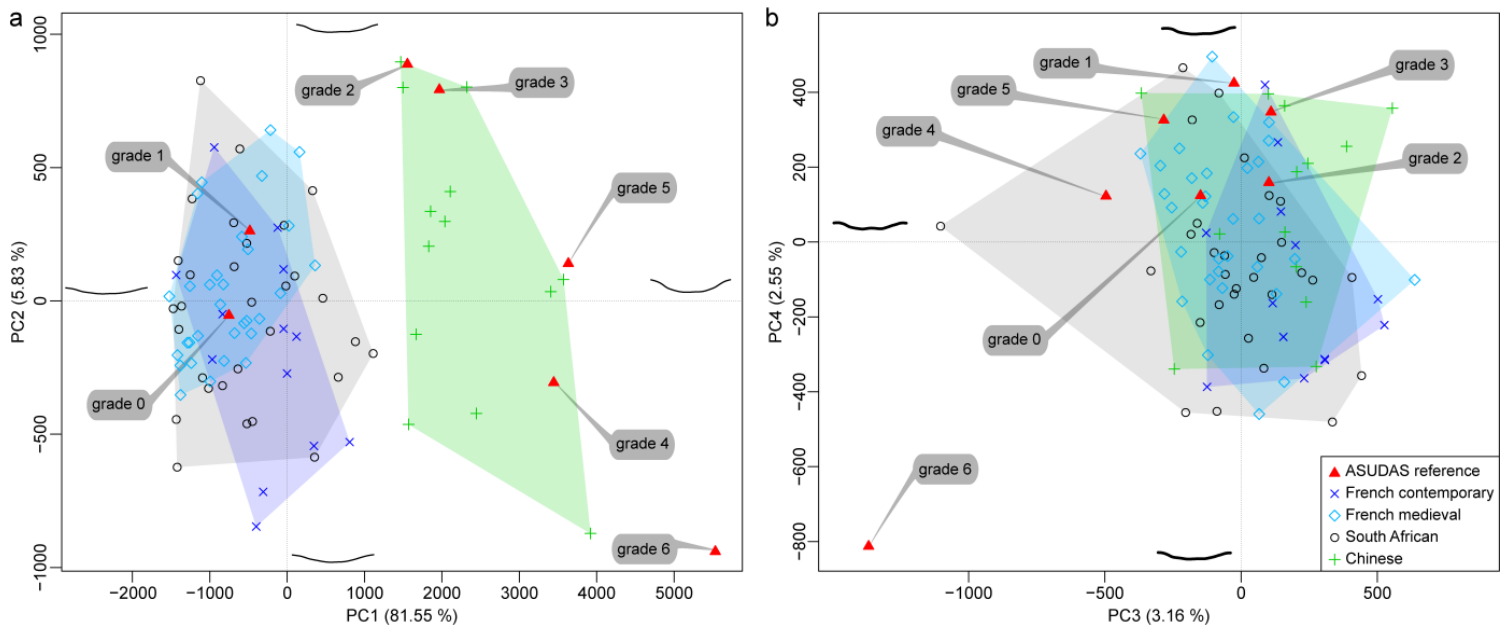 a
1000
500
0
−500
−1000
PC2 (5.83 %)
grade 2
grade 3
grade 1
grade 5
grade 0
grade 4
grade 6
−2000
−1000
0
1000
2000
3000
4000
5000
PC1 (81.55 %)
b
400
200
0
−200
−400
−600
−800
PC4 (2.55 %)
grade 1
grade 3
grade 5
grade 4
grade 2
grade 0
grade 6
ASUDAS reference
French contemporary
French medieval
South African
Chinese
−1000
−500
0
500
PC3 (3.16 %)